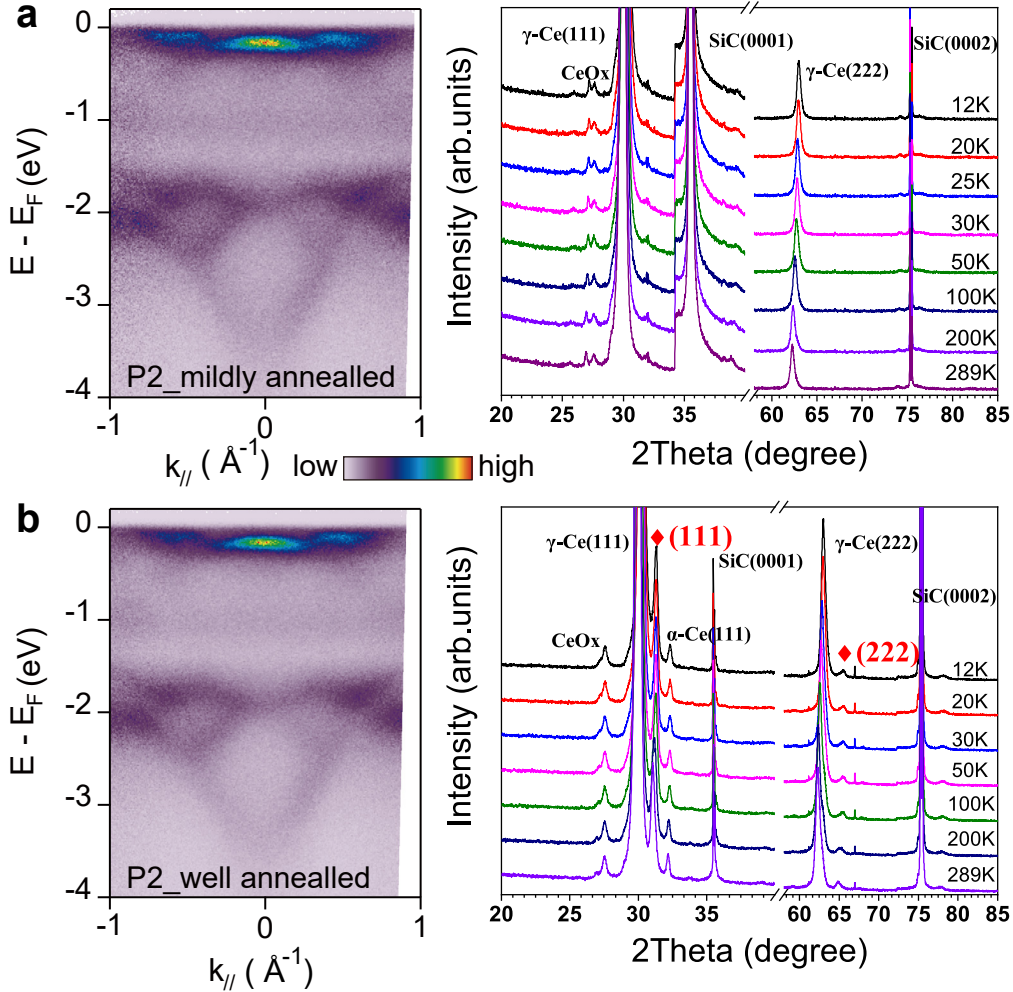 a
0
-1
-2
-3
-4
E - E_F (eV)
P2_mildly annealled
-1 0 1
k_// ( Å⁻¹)
low high
Intensity (arb.units)
γ-Ce(111)
CeOx
SiC(0001)
γ-Ce(222)
SiC(0002)
12K
20K
25K
30K
50K
100K
200K
289K
20 25 30 35 60 65 70 75 80 85
2Theta (degree)
b
0
-1
-2
-3
-4
E - E_F (eV)
P2_well annealled
-1 0 1
k_// ( Å⁻¹)
Intensity (arb.units)
γ-Ce(111)
♦ (111)
SiC(0001)
CeOx
α-Ce(111)
γ-Ce(222)
SiC(0002)
♦ (222)
12K
20K
30K
50K
100K
200K
289K
20 25 30 35 60 65 70 75 80 85
2Theta (degree)